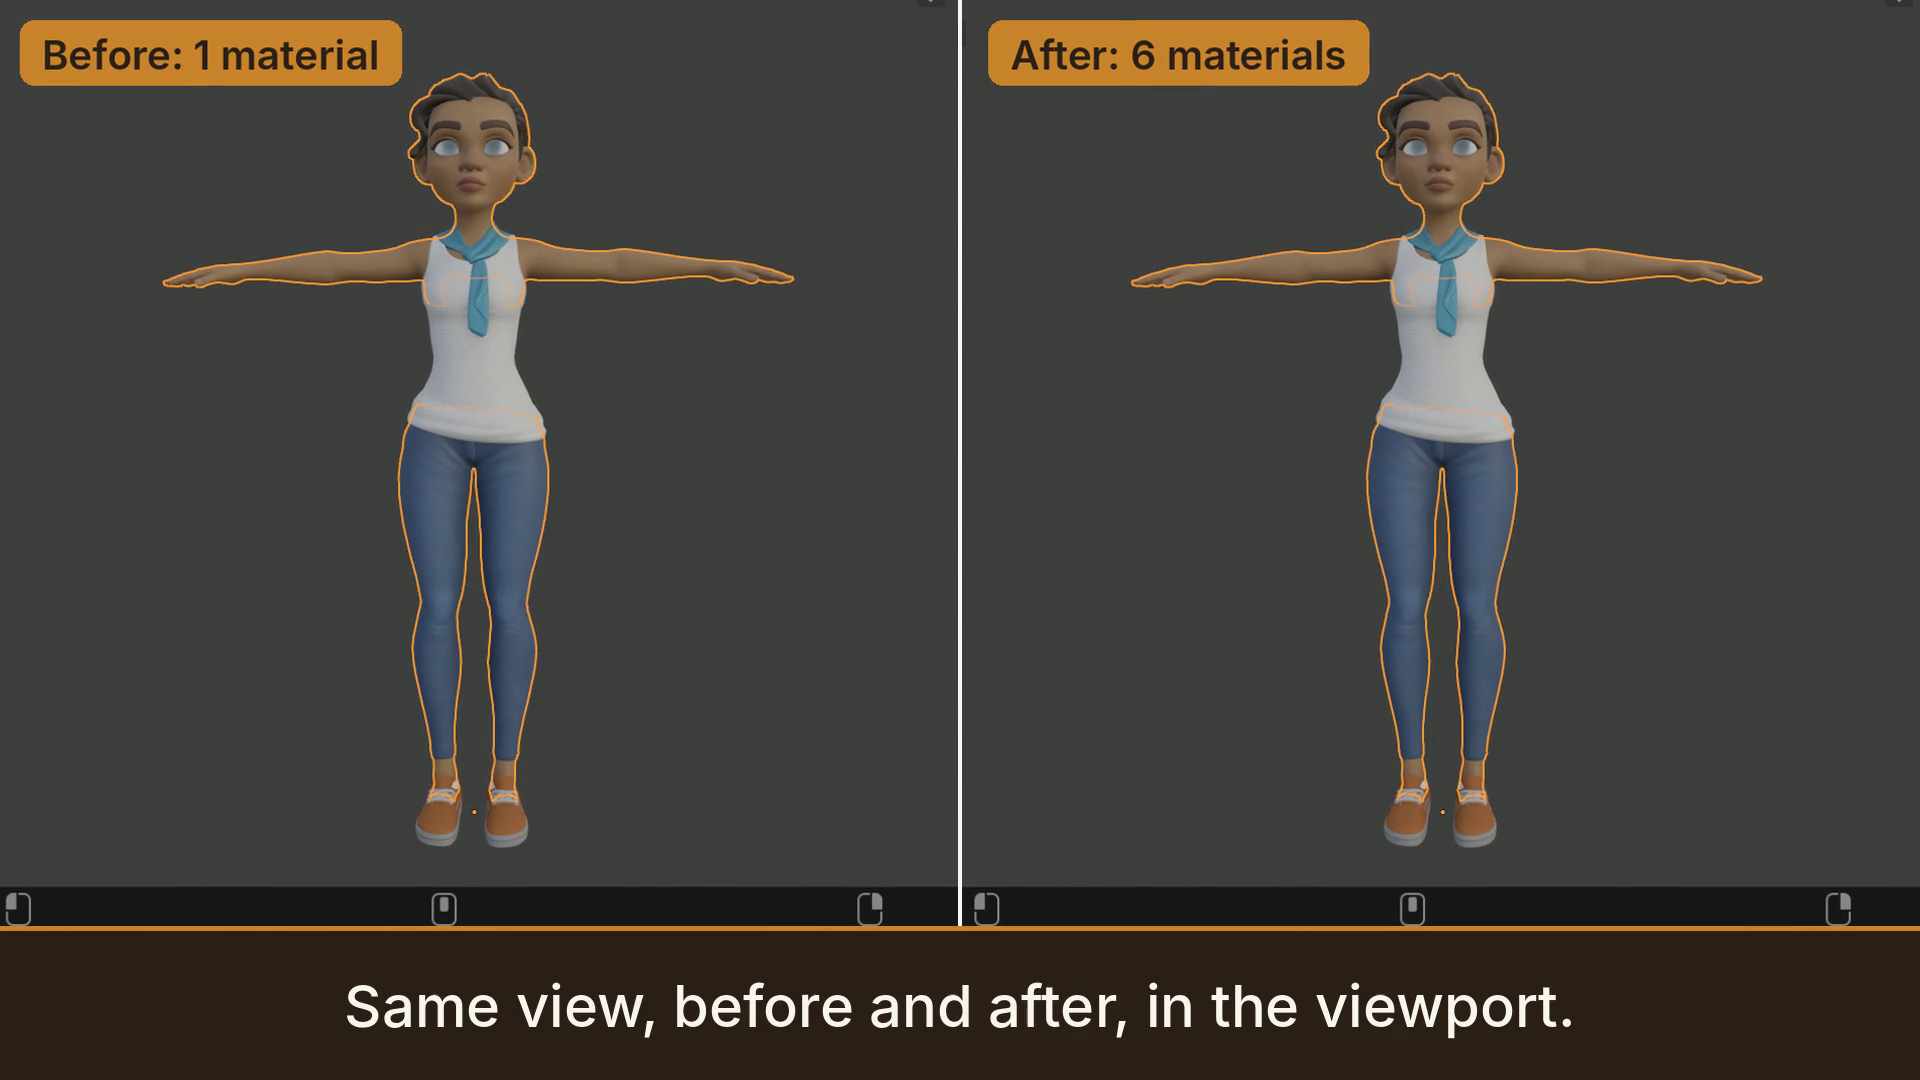 Before: 1 material
After: 6 materials
Same view, before and after, in the viewport.